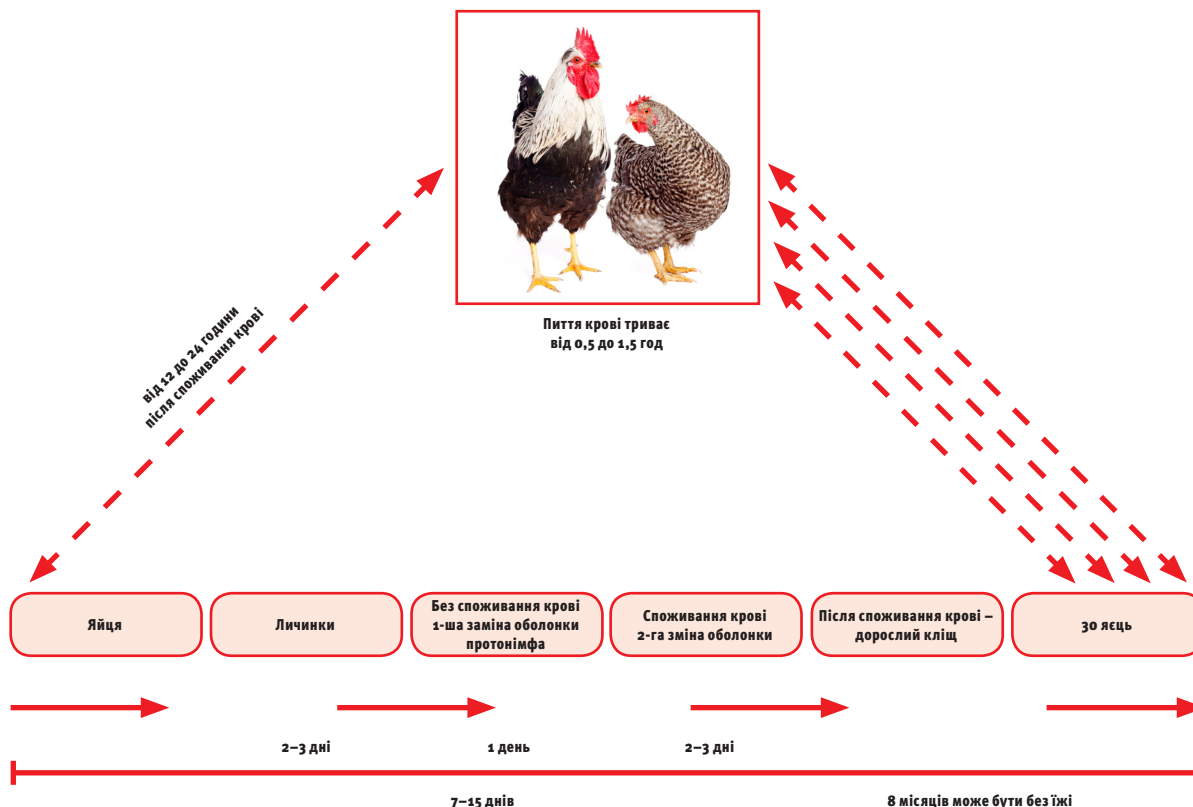 Пиття крові триває
від 0,5 до 1,5 год
від 12 до 24 години
після споживання крові
Яйця
Личинки
Без споживання крові
1-ша заміна оболонки
протонімфа
Споживання крові
2-га зміна оболонки
Після споживання крові –
дорослий кліщ
30 яєць
2–3 дні
1 день
2–3 дні
7–15 днів
8 місяців може бути без їжі